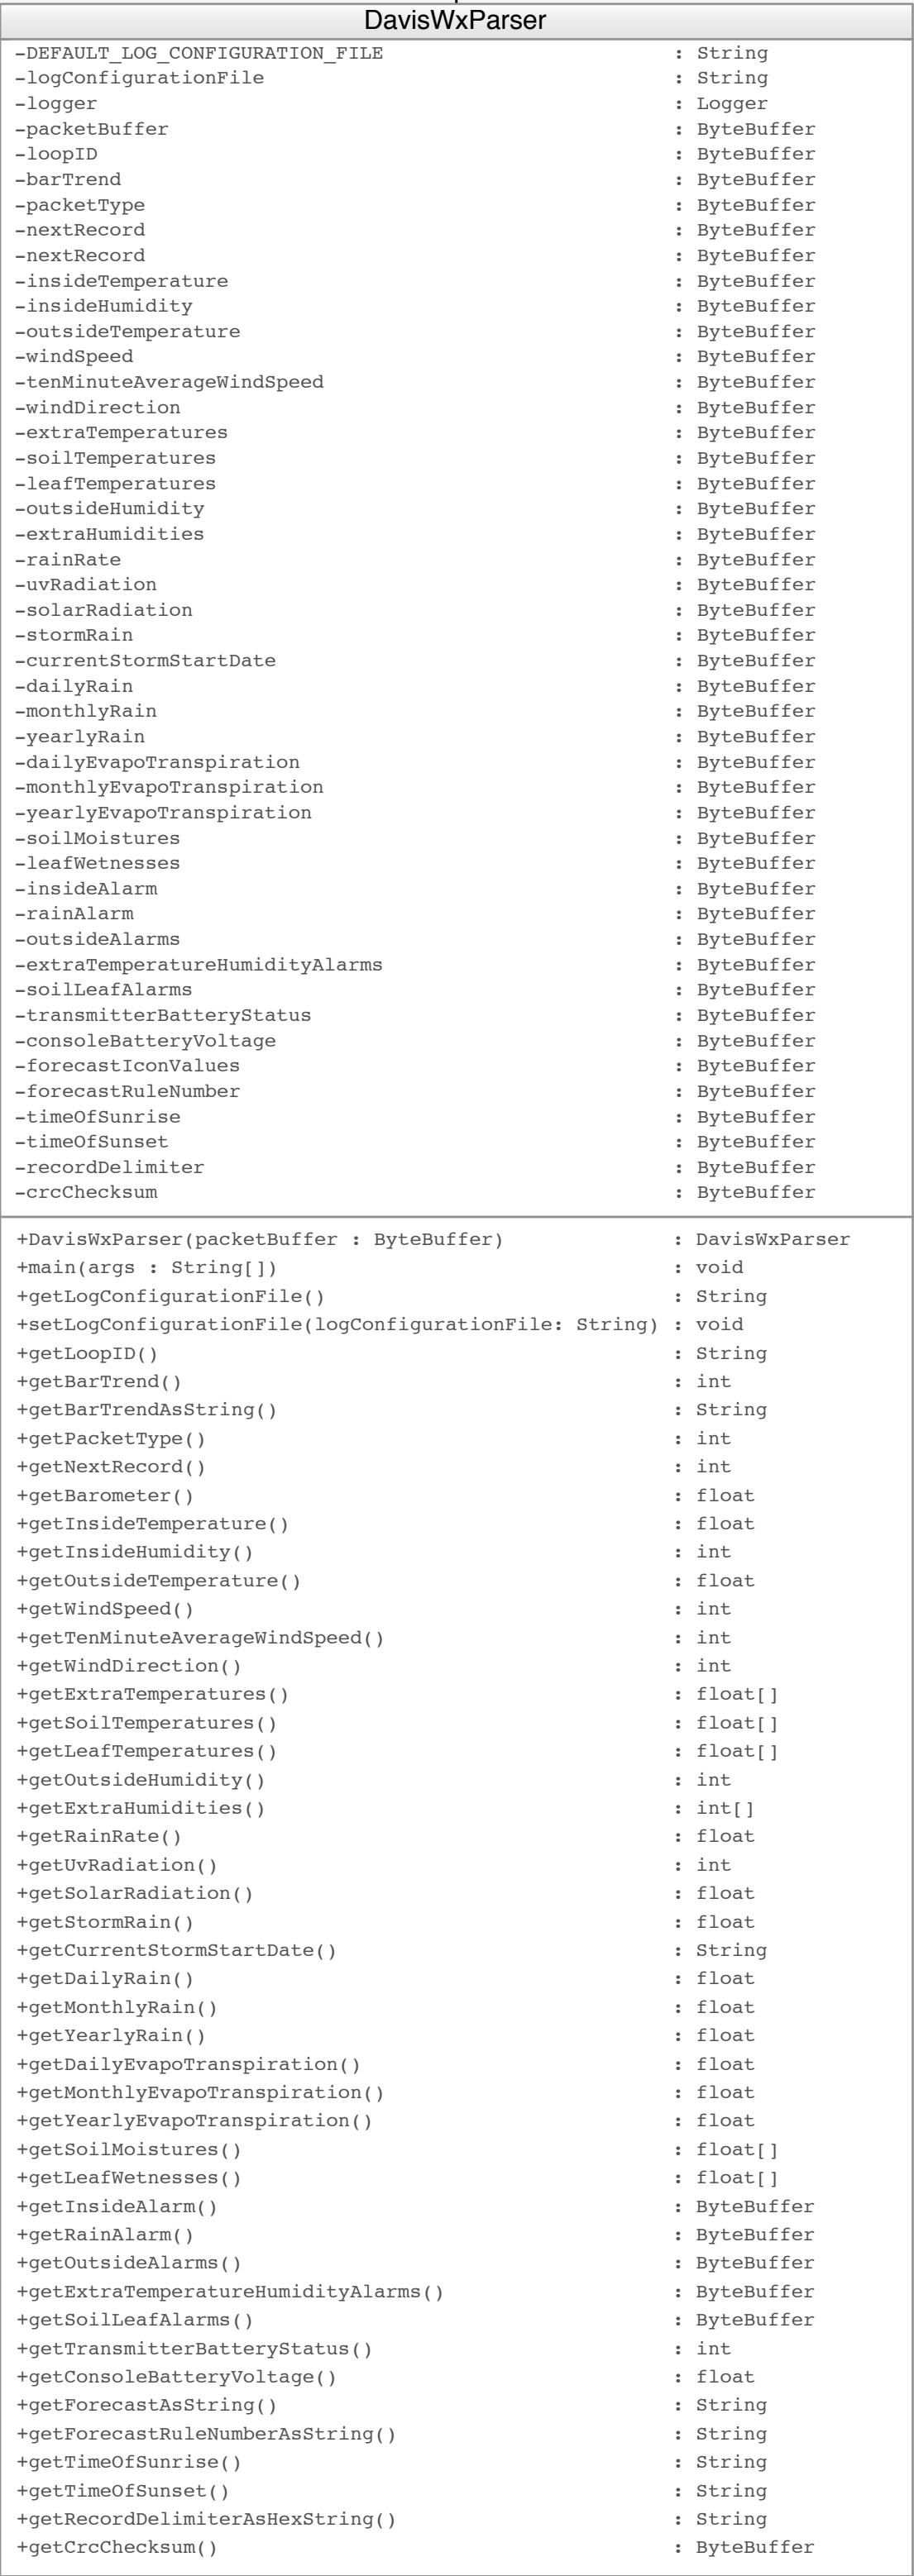 DavisWxParser
-DEFAULT_LOG_CONFIGURATION_FILE : String
-logConfigurationFile : String
-logger : Logger
-packetBuffer : ByteBuffer
-loopID : ByteBuffer
-barTrend : ByteBuffer
-packetType : ByteBuffer
-nextRecord : ByteBuffer
-nextRecord : ByteBuffer
-insideTemperature : ByteBuffer
-insideHumidity : ByteBuffer
-outsideTemperature : ByteBuffer
-windSpeed : ByteBuffer
-tenMinuteAverageWindSpeed : ByteBuffer
-windDirection : ByteBuffer
-extraTemperatures : ByteBuffer
-soilTemperatures : ByteBuffer
-leafTemperatures : ByteBuffer
-outsideHumidity : ByteBuffer
-extraHumidities : ByteBuffer
-rainRate : ByteBuffer
-uvRadiation : ByteBuffer
-solarRadiation : ByteBuffer
-stormRain : ByteBuffer
-currentStormStartDate : ByteBuffer
-dailyRain : ByteBuffer
-monthlyRain : ByteBuffer
-yearlyRain : ByteBuffer
-dailyEvapoTranspiration : ByteBuffer
-monthlyEvapoTranspiration : ByteBuffer
-yearlyEvapoTranspiration : ByteBuffer
-soilMoistures : ByteBuffer
-leafWetnesses : ByteBuffer
-insideAlarm : ByteBuffer
-rainAlarm : ByteBuffer
-outsideAlarms : ByteBuffer
-extraTemperatureHumidityAlarms : ByteBuffer
-soilLeafAlarms : ByteBuffer
-transmitterBatteryStatus : ByteBuffer
-consoleBatteryVoltage : ByteBuffer
-forecastIconValues : ByteBuffer
-forecastRuleNumber : ByteBuffer
-timeOfSunrise : ByteBuffer
-timeOfSunset : ByteBuffer
-recordDelimiter : ByteBuffer
-crcChecksum : ByteBuffer
+DavisWxParser(packetBuffer : ByteBuffer) : DavisWxParser
+main(args : String[]) : void
+getLogConfigurationFile() : String
+setLogConfigurationFile(logConfigurationFile: String) : void
+getLoopID() : String
+getBarTrend() : int
+getBarTrendAsString() : String
+getPacketType() : int
+getNextRecord() : int
+getBarometer() : float
+getInsideTemperature() : float
+getInsideHumidity() : int
+getOutsideTemperature() : float
+getWindSpeed() : int
+getTenMinuteAverageWindSpeed() : int
+getWindDirection() : int
+getExtraTemperatures() : float[]
+getSoilTemperatures() : float[]
+getLeafTemperatures() : float[]
+getOutsideHumidity() : int
+getExtraHumidities() : int[]
+getRainRate() : float
+getUvRadiation() : int
+getSolarRadiation() : float
+getStormRain() : float
+getCurrentStormStartDate() : String
+getDailyRain() : float
+getMonthlyRain() : float
+getYearlyRain() : float
+getDailyEvapoTranspiration() : float
+getMonthlyEvapoTranspiration() : float
+getYearlyEvapoTranspiration() : float
+getSoilMoistures() : float[]
+getLeafWetnesses() : float[]
+getInsideAlarm() : ByteBuffer
+getRainAlarm() : ByteBuffer
+getOutsideAlarms() : ByteBuffer
+getExtraTemperatureHumidityAlarms() : ByteBuffer
+getSoilLeafAlarms() : ByteBuffer
+getTransmitterBatteryStatus() : int
+getConsoleBatteryVoltage() : float
+getForecastAsString() : String
+getForecastRuleNumberAsString() : String
+getTimeOfSunrise() : String
+getTimeOfSunset() : String
+getRecordDelimiterAsHexString() : String
+getCrcChecksum() : ByteBuffer